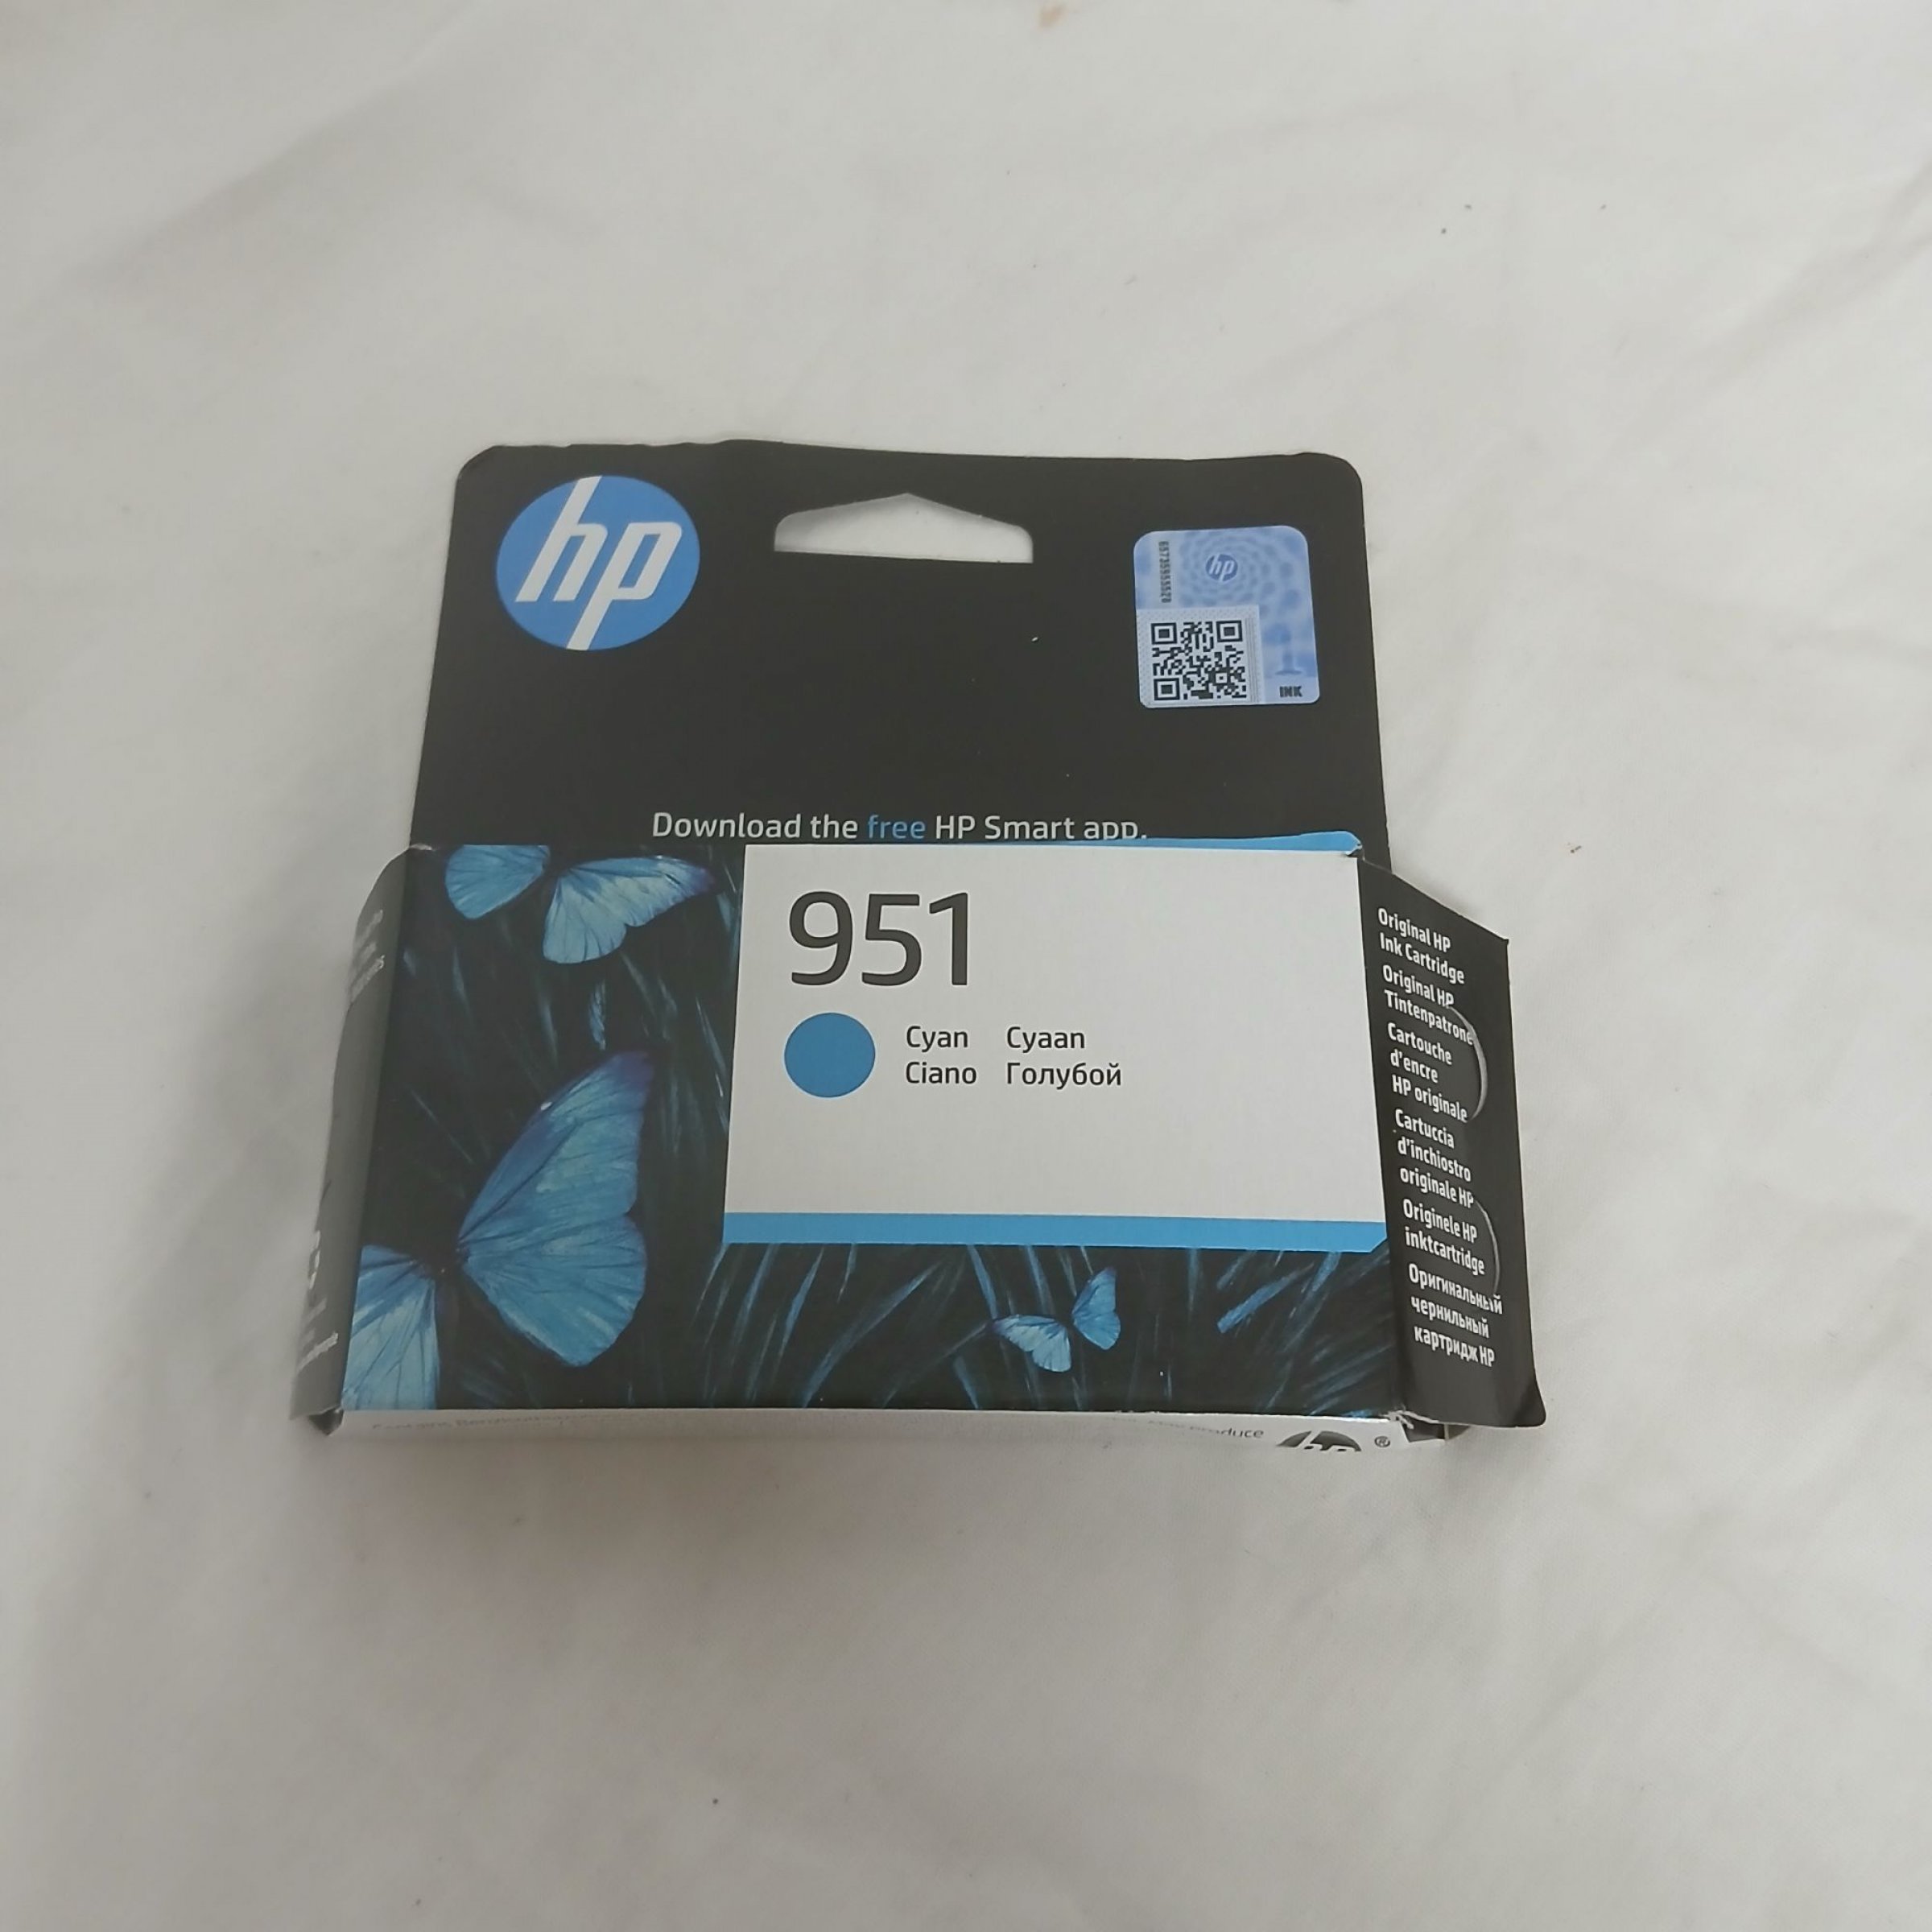 hp
hp
INK
Download the free HP Smart app.
951
Cyan Cyaan
Ciano Голубой
Original HP
Ink Cartridge
Original HP
Tintenpatrone
Cartouche
d'encre
HP originale
Cartuccia
d'inchiostro
originale HP
Originele HP
inktcartridge
Оригинальный
чернильный
картридж HP
hp ®